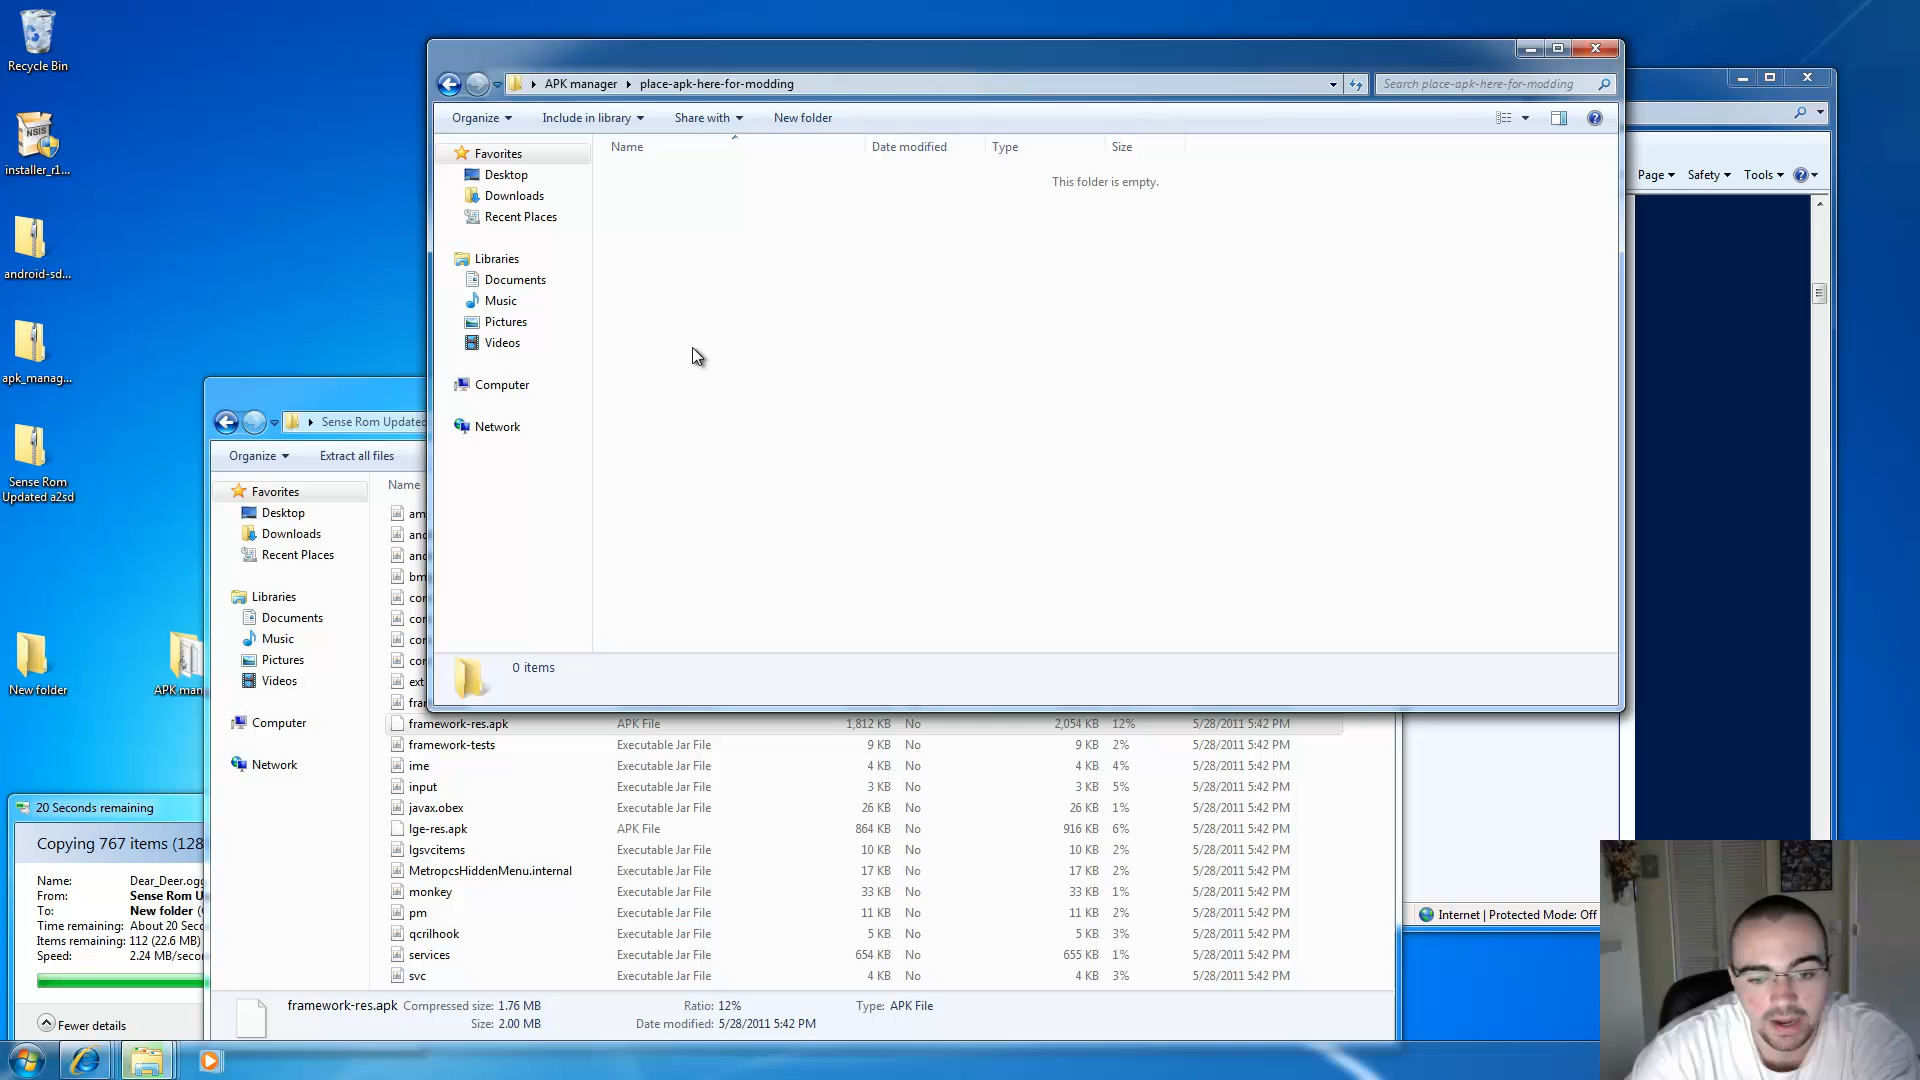 Recycle Bin
installer_r1...
android-sd...
apk_manag...
Sense Rom
Updated a2sd
New folder
APK man
APK manager
place-apk-here-for-modding
Search place-apk-here-for-modding
Organize
Include in library
Share with
New folder
Favorites
Desktop
Downloads
Recent Places
Libraries
Documents
Music
Pictures
Videos
Computer
Network
Name
Date modified
Type
Size
This folder is empty.
0 items
Page
Safety
Tools
Internet | Protected Mode: Off
Sense Rom Updated
Organize
Extract all files
Favorites
Desktop
Downloads
Recent Places
Libraries
Documents
Music
Pictures
Videos
Computer
Network
Name
am
and
and
bm
cor
cor
cor
cor
ext
fra
framework-res.apk APK File 1,812 KB No 2,054 KB 12% 5/28/2011 5:42 PM
framework-tests Executable Jar File 9 KB No 9 KB 2% 5/28/2011 5:42 PM
ime Executable Jar File 4 KB No 4 KB 4% 5/28/2011 5:42 PM
input Executable Jar File 3 KB No 3 KB 5% 5/28/2011 5:42 PM
javax.obex Executable Jar File 26 KB No 26 KB 1% 5/28/2011 5:42 PM
lge-res.apk APK File 864 KB No 916 KB 6% 5/28/2011 5:42 PM
lgsvcitems Executable Jar File 10 KB No 10 KB 2% 5/28/2011 5:42 PM
MetropcsHiddenMenu.internal Executable Jar File 17 KB No 17 KB 2% 5/28/2011 5:42 PM
monkey Executable Jar File 33 KB No 33 KB 1% 5/28/2011 5:42 PM
pm Executable Jar File 11 KB No 11 KB 2% 5/28/2011 5:42 PM
qcrilhook Executable Jar File 5 KB No 5 KB 3% 5/28/2011 5:42 PM
services Executable Jar File 654 KB No 655 KB 1% 5/28/2011 5:42 PM
svc Executable Jar File 4 KB No 4 KB 3% 5/28/2011 5:42 PM
framework-res.apk Compressed size: 1.76 MB Ratio: 12% Type: APK File
Size: 2.00 MB Date modified: 5/28/2011 5:42 PM
20 Seconds remaining
Copying 767 items (128
Name: Dear_Deer.ogg
From: Sense Rom U
To: New folder (
Time remaining: About 20 Seco
Items remaining: 112 (22.6 MB)
Speed: 2.24 MB/secon
Fewer details